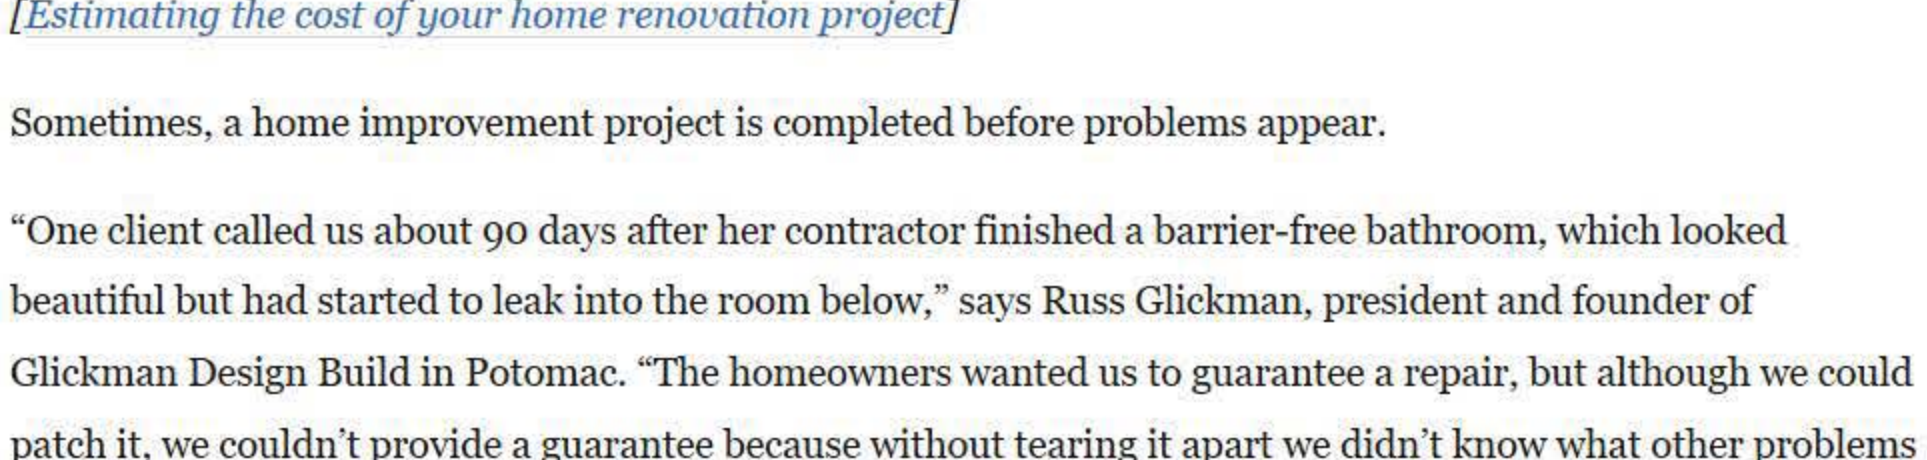 [Estimating the cost of your home renovation project]
Sometimes, a home improvement project is completed before problems appear.
“One client called us about 90 days after her contractor finished a barrier-free bathroom, which looked
beautiful but had started to leak into the room below,” says Russ Glickman, president and founder of
Glickman Design Build in Potomac. “The homeowners wanted us to guarantee a repair, but although we could
patch it, we couldn’t provide a guarantee because without tearing it apart we didn’t know what other problems